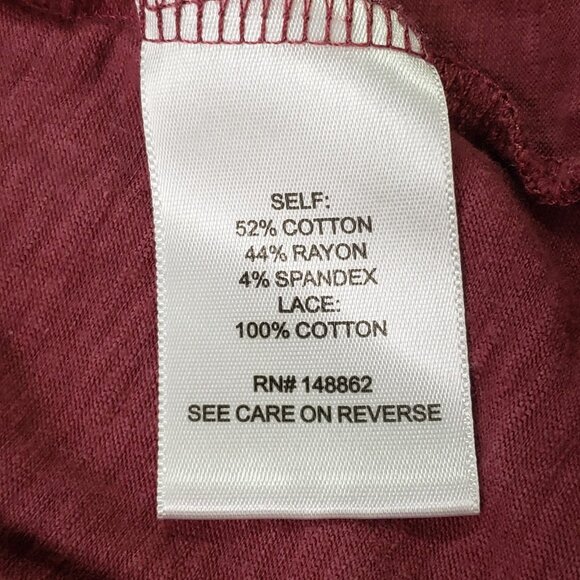 SELF:
52% COTTON
44% RAYON
4% SPANDEX
LACE:
100% COTTON
RN# 148862
SEE CARE ON REVERSE